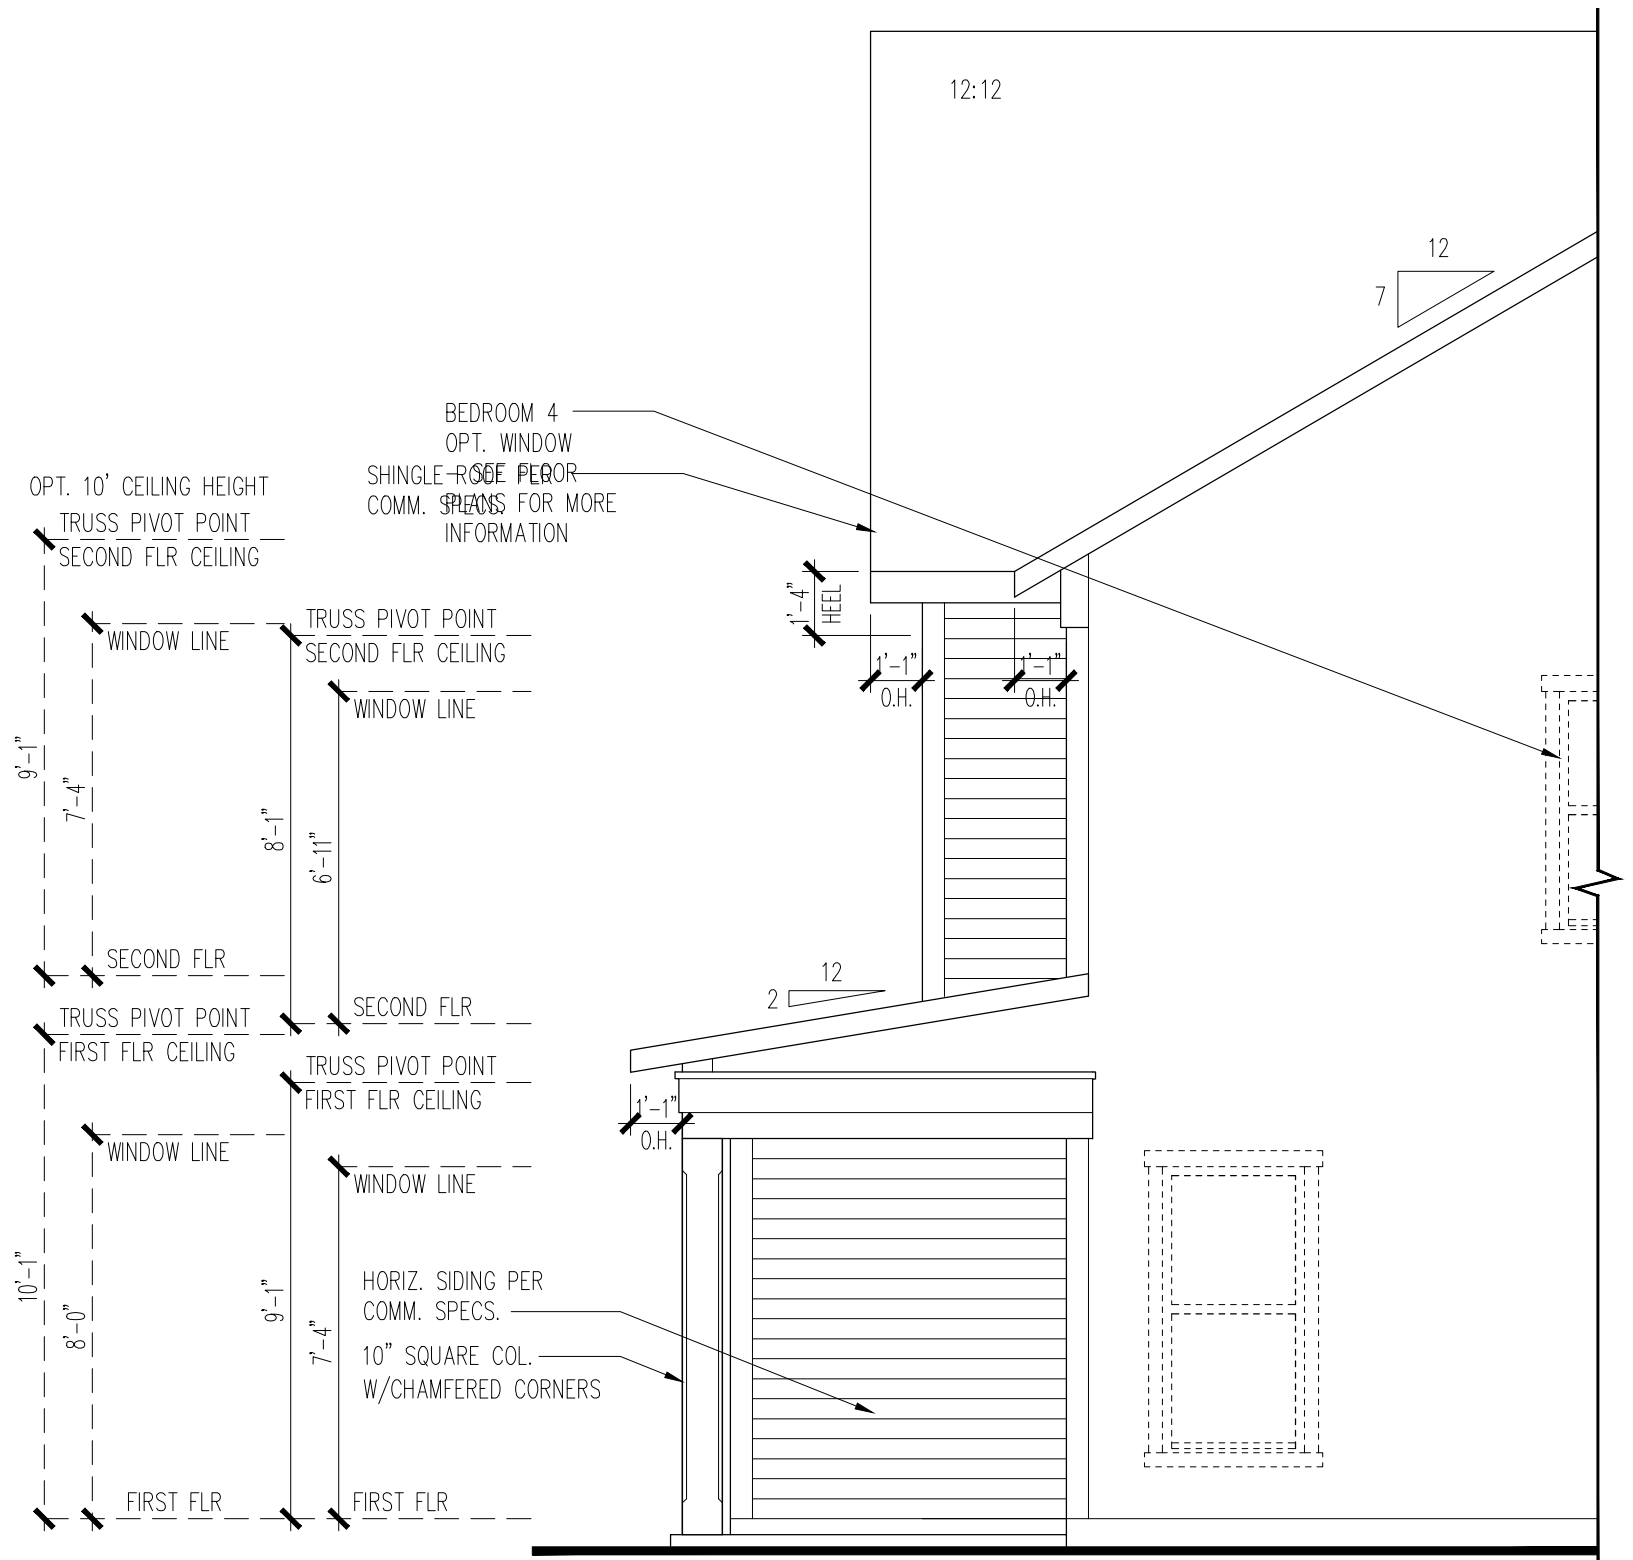 12:12
12
7
BEDROOM 4
OPT. WINDOW
- SEE FLOOR
PLANS FOR MORE
INFORMATION
SHINGLE ROOF PER
COMM. SPECS.
OPT. 10' CEILING HEIGHT
TRUSS PIVOT POINT
SECOND FLR CEILING
WINDOW LINE
TRUSS PIVOT POINT
SECOND FLR CEILING
WINDOW LINE
1'-4"
HEEL
1'-1"
O.H.
1'-1"
O.H.
9'-1"
7'-4"
8'-1"
6'-11"
SECOND FLR
12
2
SECOND FLR
TRUSS PIVOT POINT
FIRST FLR CEILING
TRUSS PIVOT POINT
FIRST FLR CEILING
1'-1"
O.H.
WINDOW LINE
WINDOW LINE
10'-1"
8'-0"
9'-1"
7'-4"
HORIZ. SIDING PER
COMM. SPECS.
10" SQUARE COL.
W/CHAMFERED CORNERS
FIRST FLR
FIRST FLR